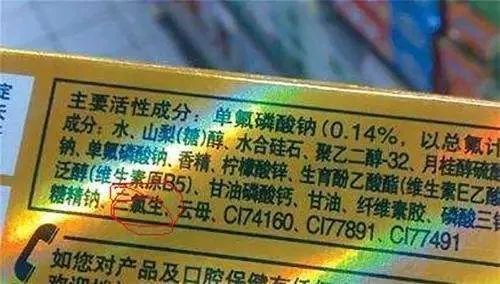 主要活性成分：单氟磷酸钠(0.14%，以总氟计
成分：水、山梨(糖)醇、水合硅石、聚乙二醇-32、月桂醇硫酸
钠、单氟磷酸钠、香精、柠檬酸锌、生育酚乙酸酯(维生素E乙酸
泛醇(维生素原B5)、甘油磷酸钙、甘油、纤维素胶、磷酸三钠
糖精钠、三氯生、云母、CI74160、CI77891、CI77491
如您对产品及口腔保健有任何